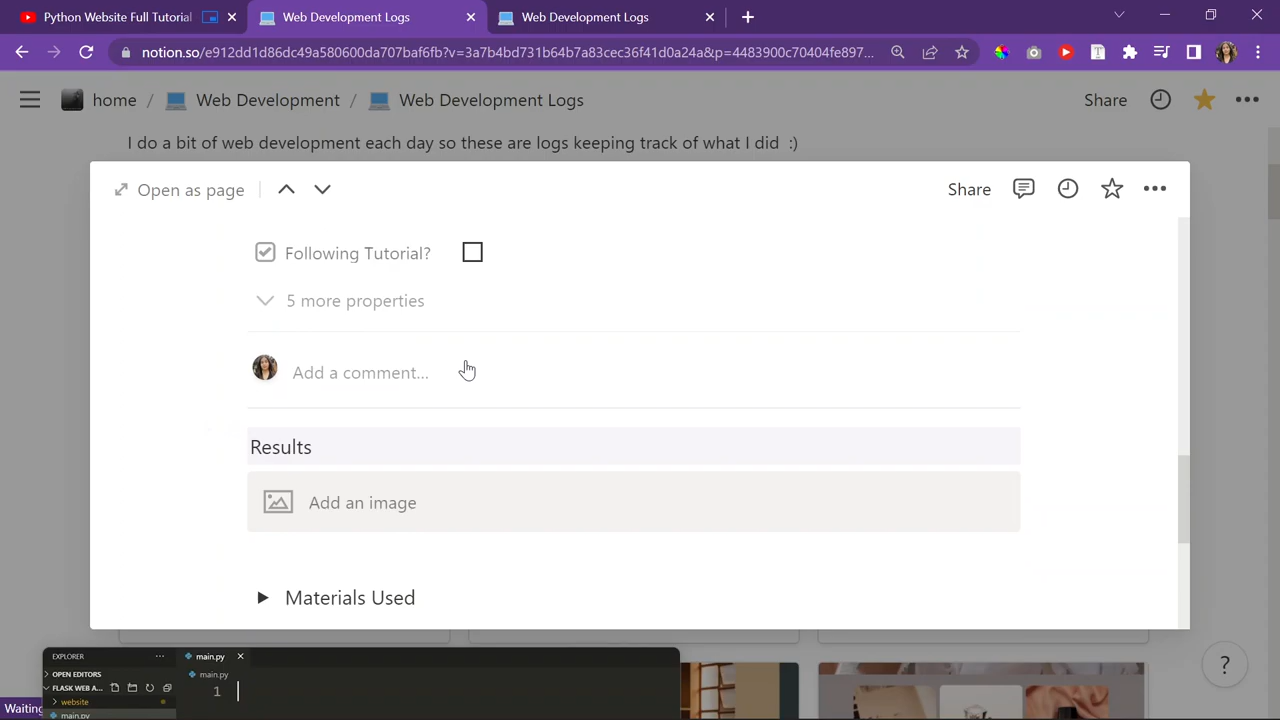 Python Website Full Tutorial
Web Development Logs
Web Development Logs
notion.so/e912dd1d86dc49a580600da707baf6fb?v=3a7b4bd731b64b7a83cec36f41d0a24a&p=4483900c70404fe897...
home / Web Development / Web Development Logs
Share
I do a bit of web development each day so these are logs keeping track of what I did :)
Open as page
Share
Following Tutorial?
5 more properties
Add a comment...
Results
Add an image
Materials Used
EXPLORER
main.py
OPEN EDITORS
main.py
FLASK WEB A...
1
website
main.py
Waiting
?